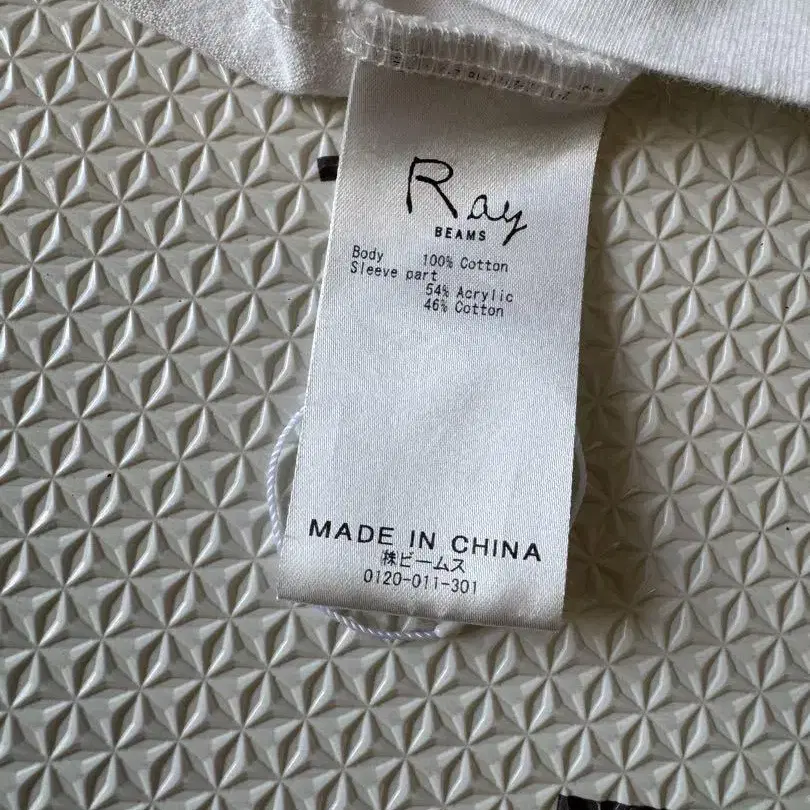 Ray
BEAMS
Body 100% Cotton
Sleeve part
54% Acrylic
46% Cotton
MADE IN CHINA
㈱ビームス
0120-011-301